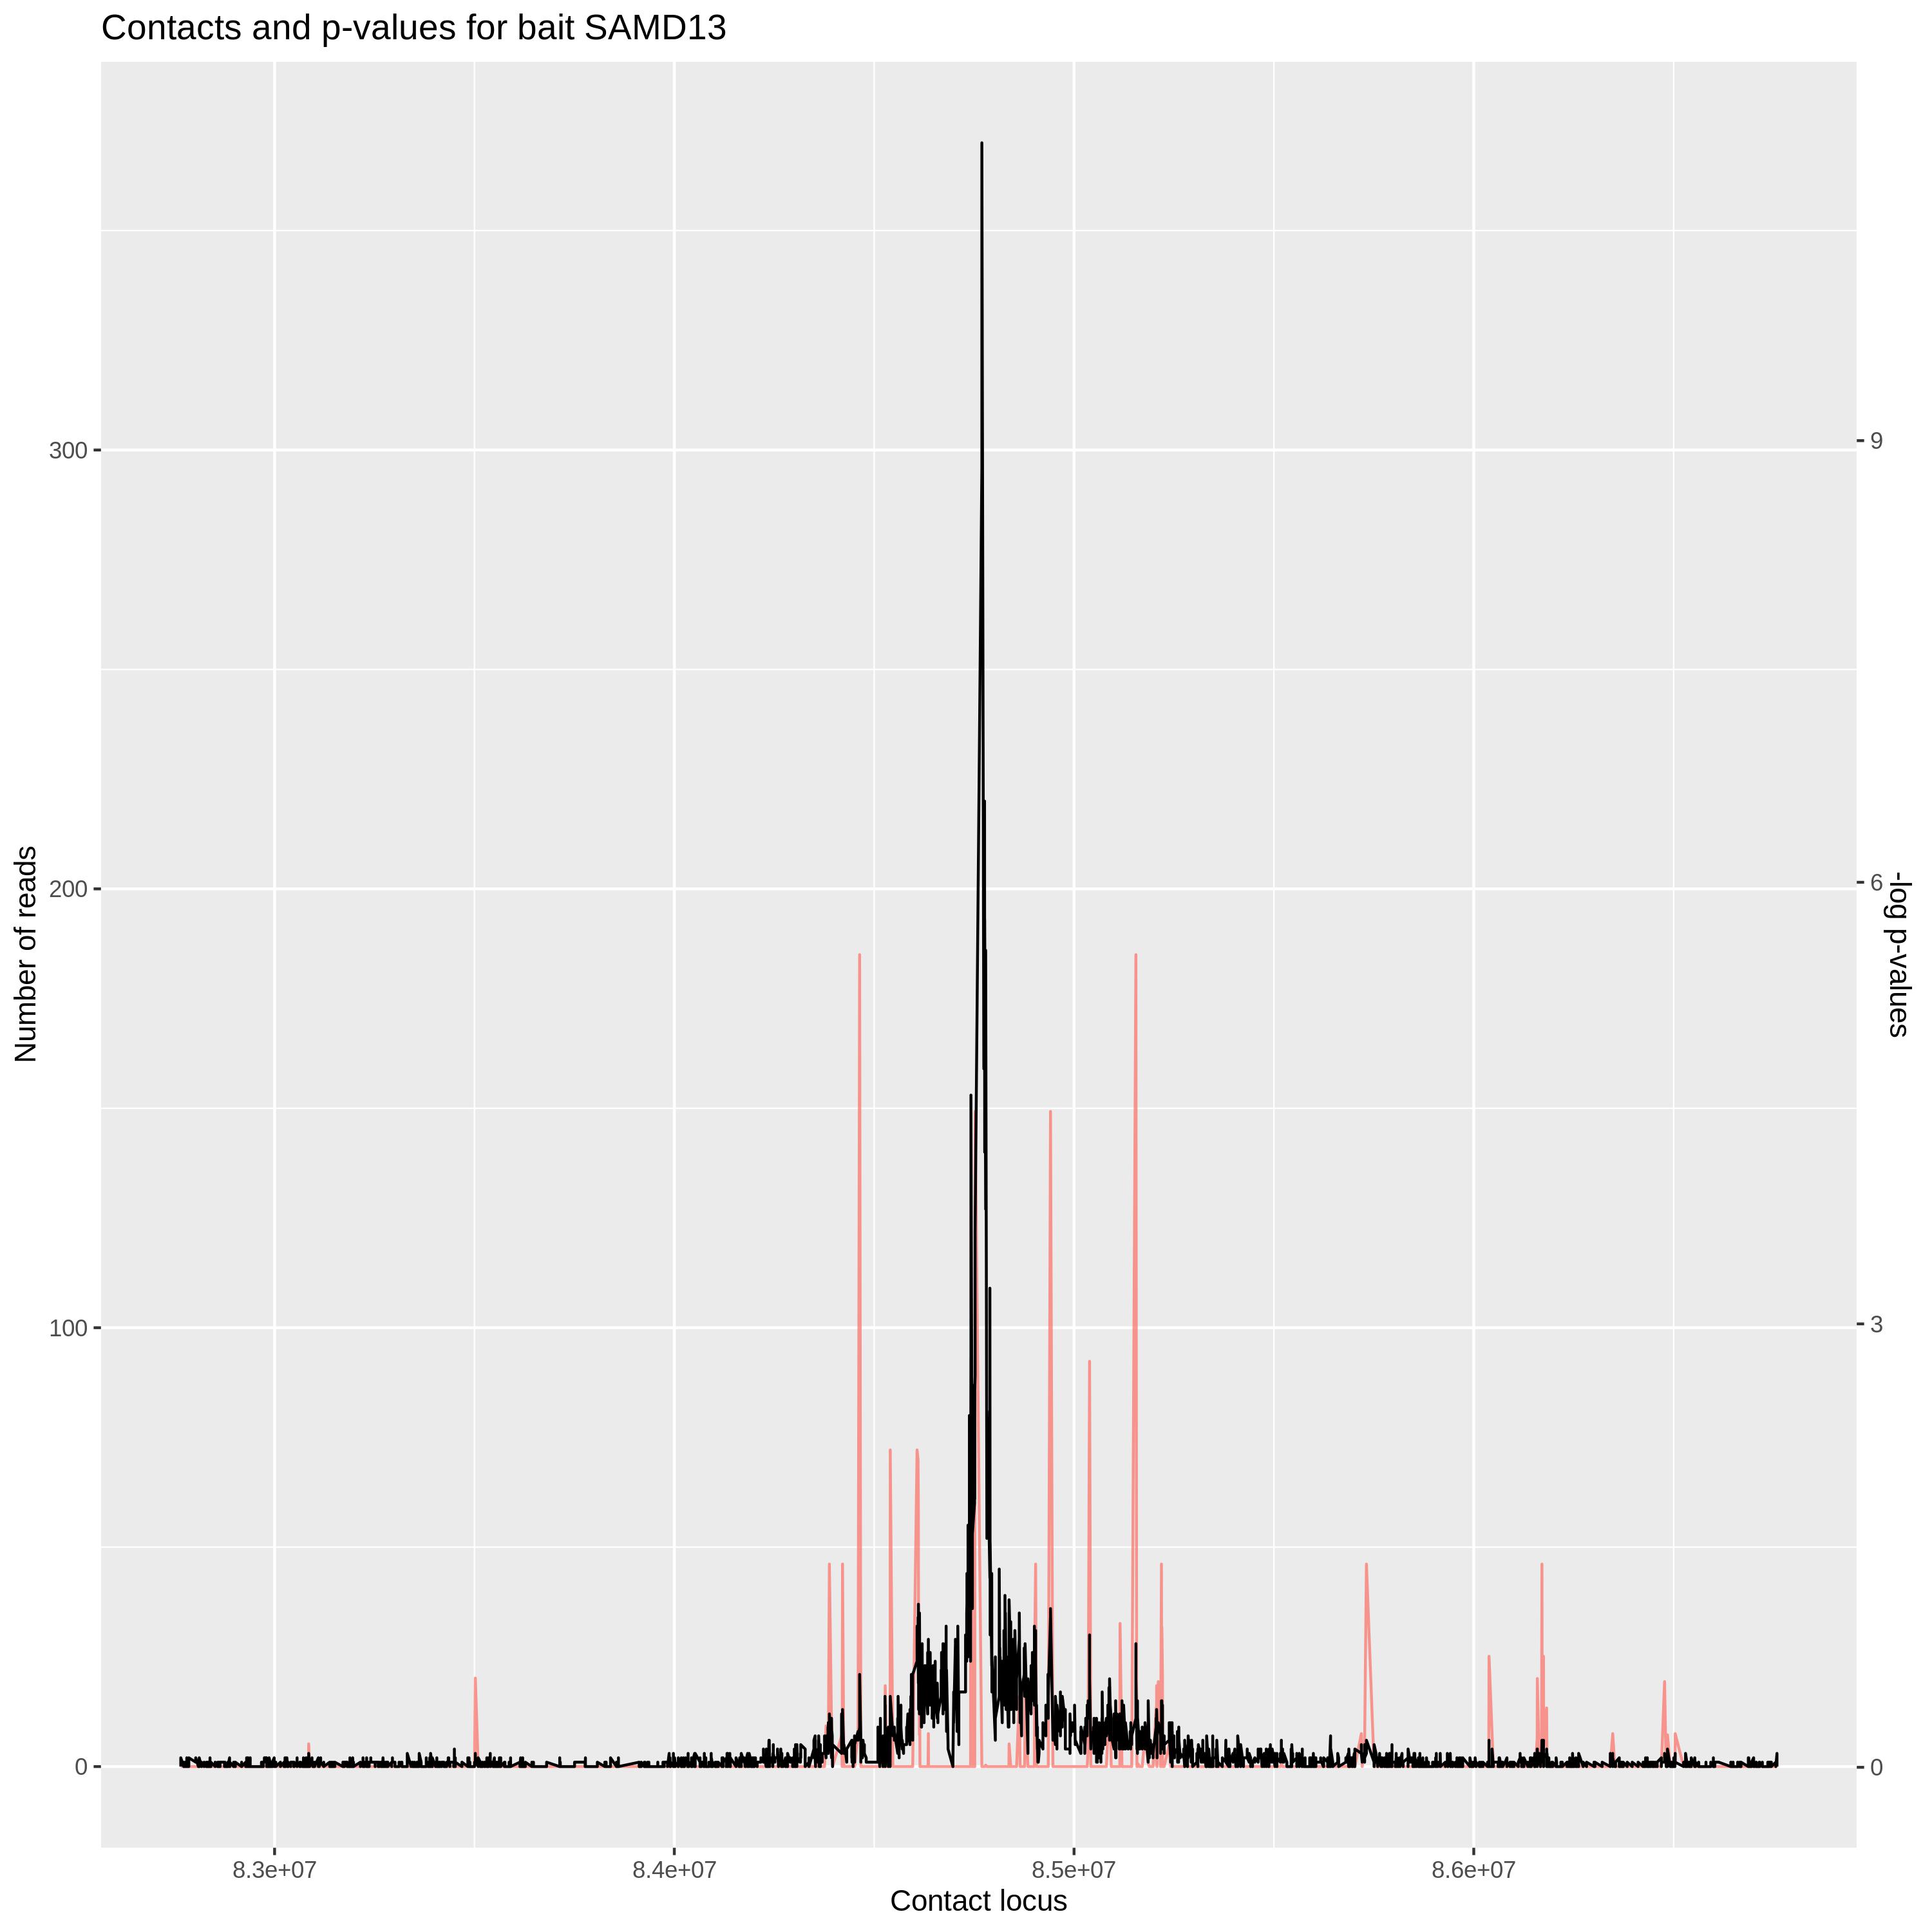 Contacts and p-values for bait SAMD13
300
200
100
0
9
6
3
0
Number of reads
-log p-values
8.3e+07
8.4e+07
8.5e+07
8.6e+07
Contact locus